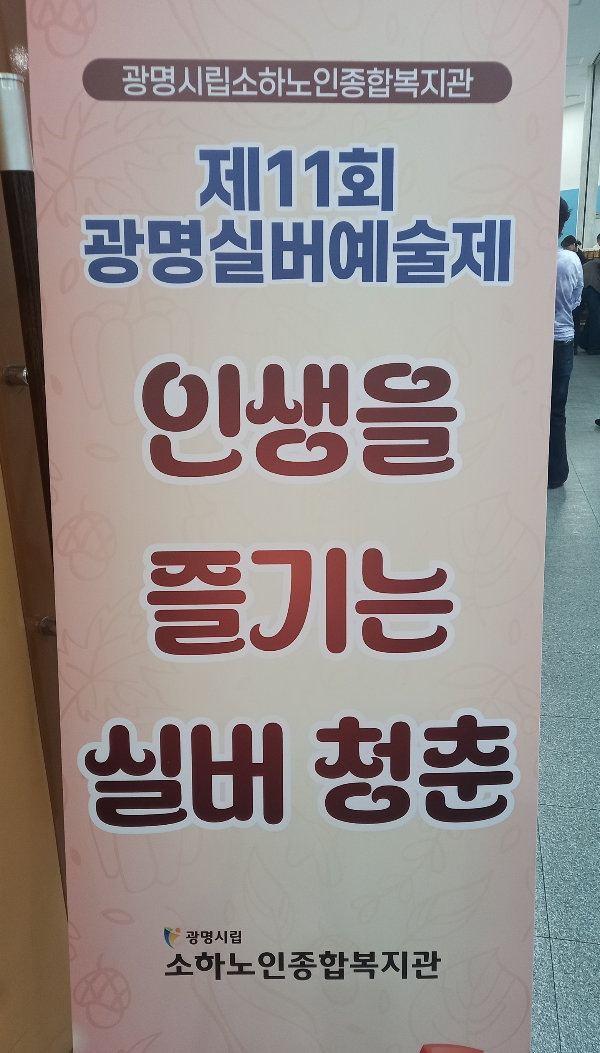 광명시립소하노인종합복지관
제11회
광명실버예술제
인생을
즐기는
실버 청춘
광명시립
소하노인종합복지관